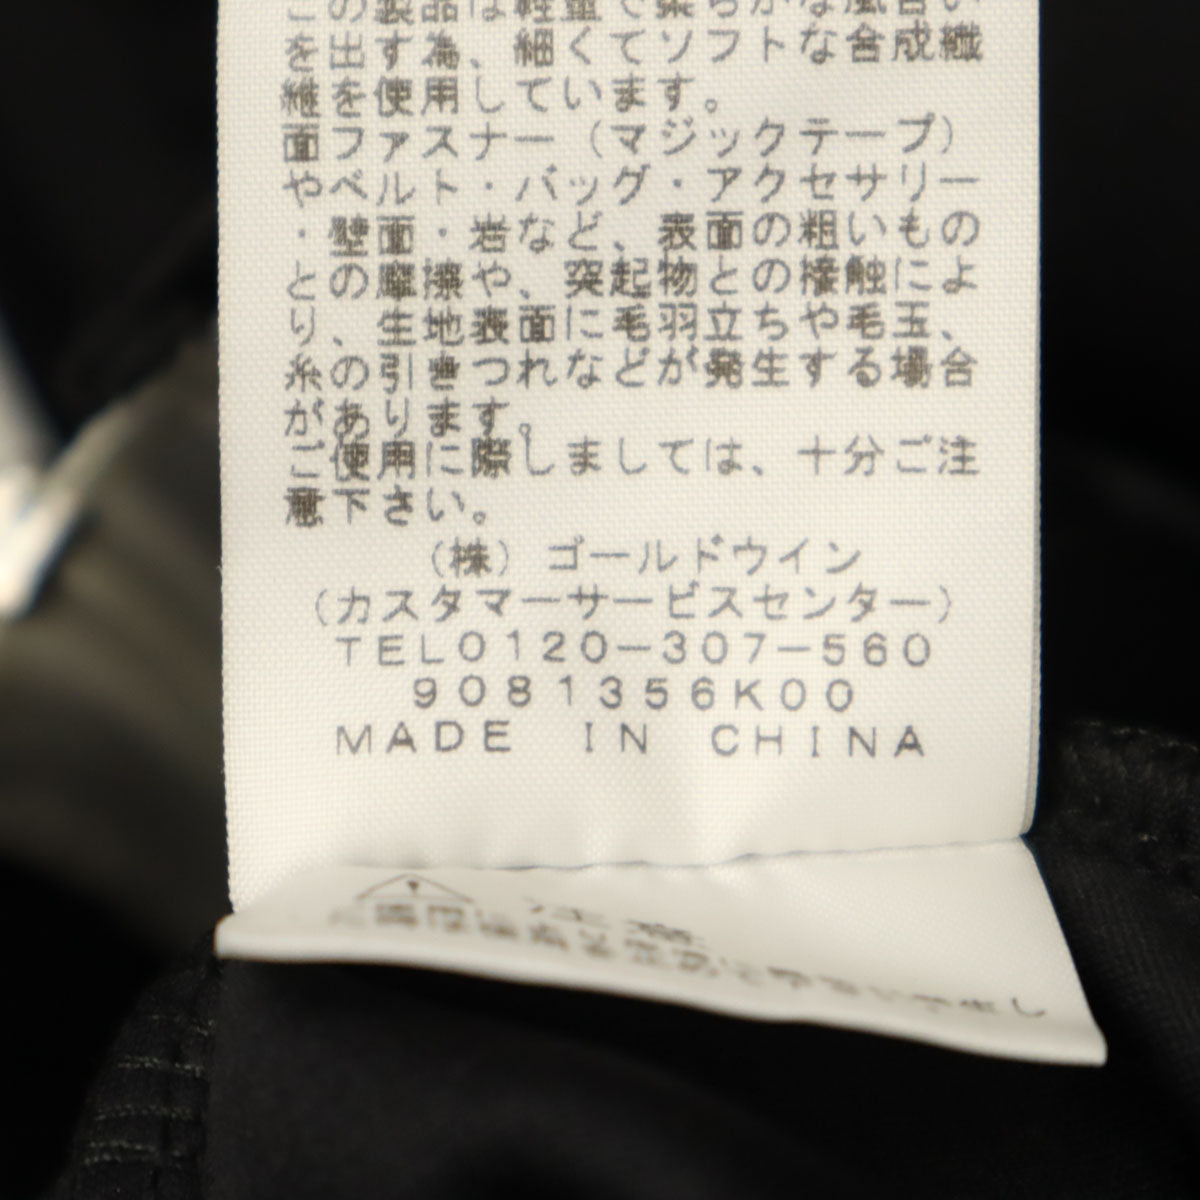 この製品は軽量で柔らかな風合い
を出す為、細くてソフトな合成繊
維を使用しています。
面ファスナー（マジックテープ）
やベルト・バッグ・アクセサリー
・壁面・岩など、表面の粗いもの
との摩擦や、突起物との接触によ
り、生地表面に毛羽立ちや毛玉、
糸の引きつれなどが発生する場合
があります。
ご使用に際しましては、十分ご注
意下さい。
（株）ゴールドウイン
（カスタマーサービスセンター）
TEL0120-307-560
9081356K00
MADE IN CHINA